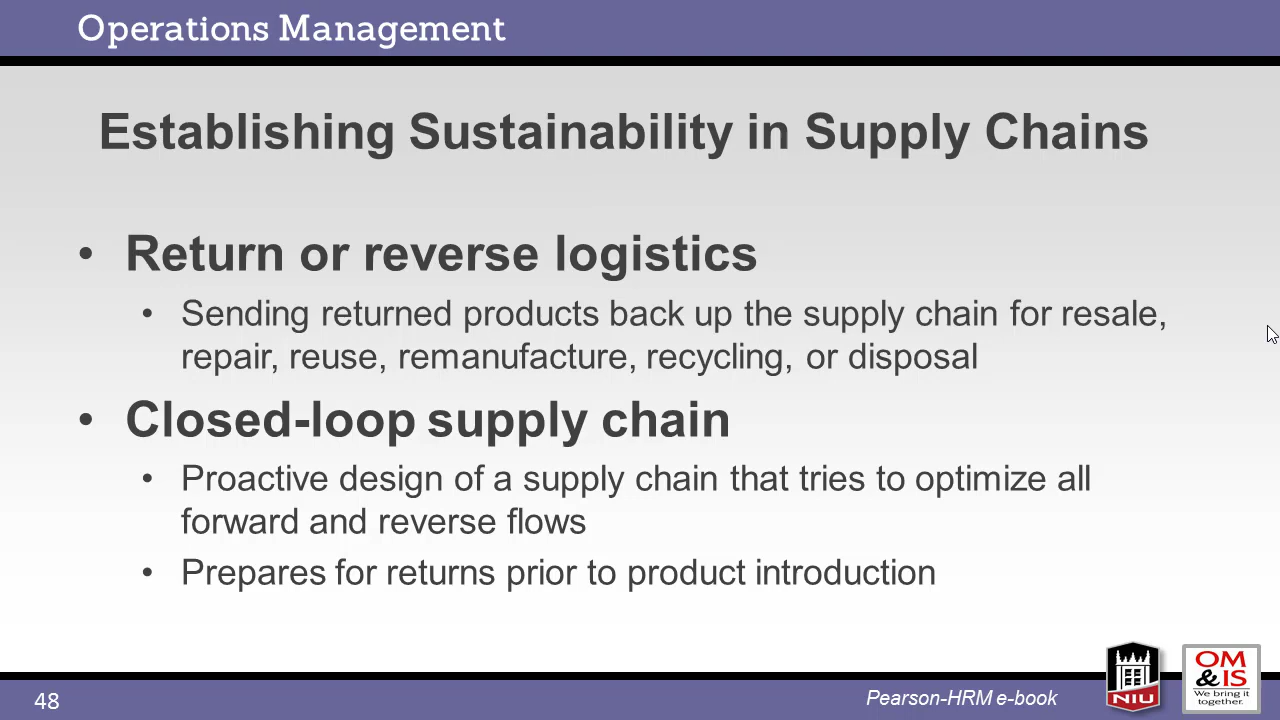 Operations Management
Establishing Sustainability in Supply Chains
• Return or reverse logistics
• Sending returned products back up the supply chain for resale,
repair, reuse, remanufacture, recycling, or disposal
• Closed-loop supply chain
• Proactive design of a supply chain that tries to optimize all
forward and reverse flows
• Prepares for returns prior to product introduction
48
Pearson-HRM e-book
NIU
OM
&IS
We bring it
together.